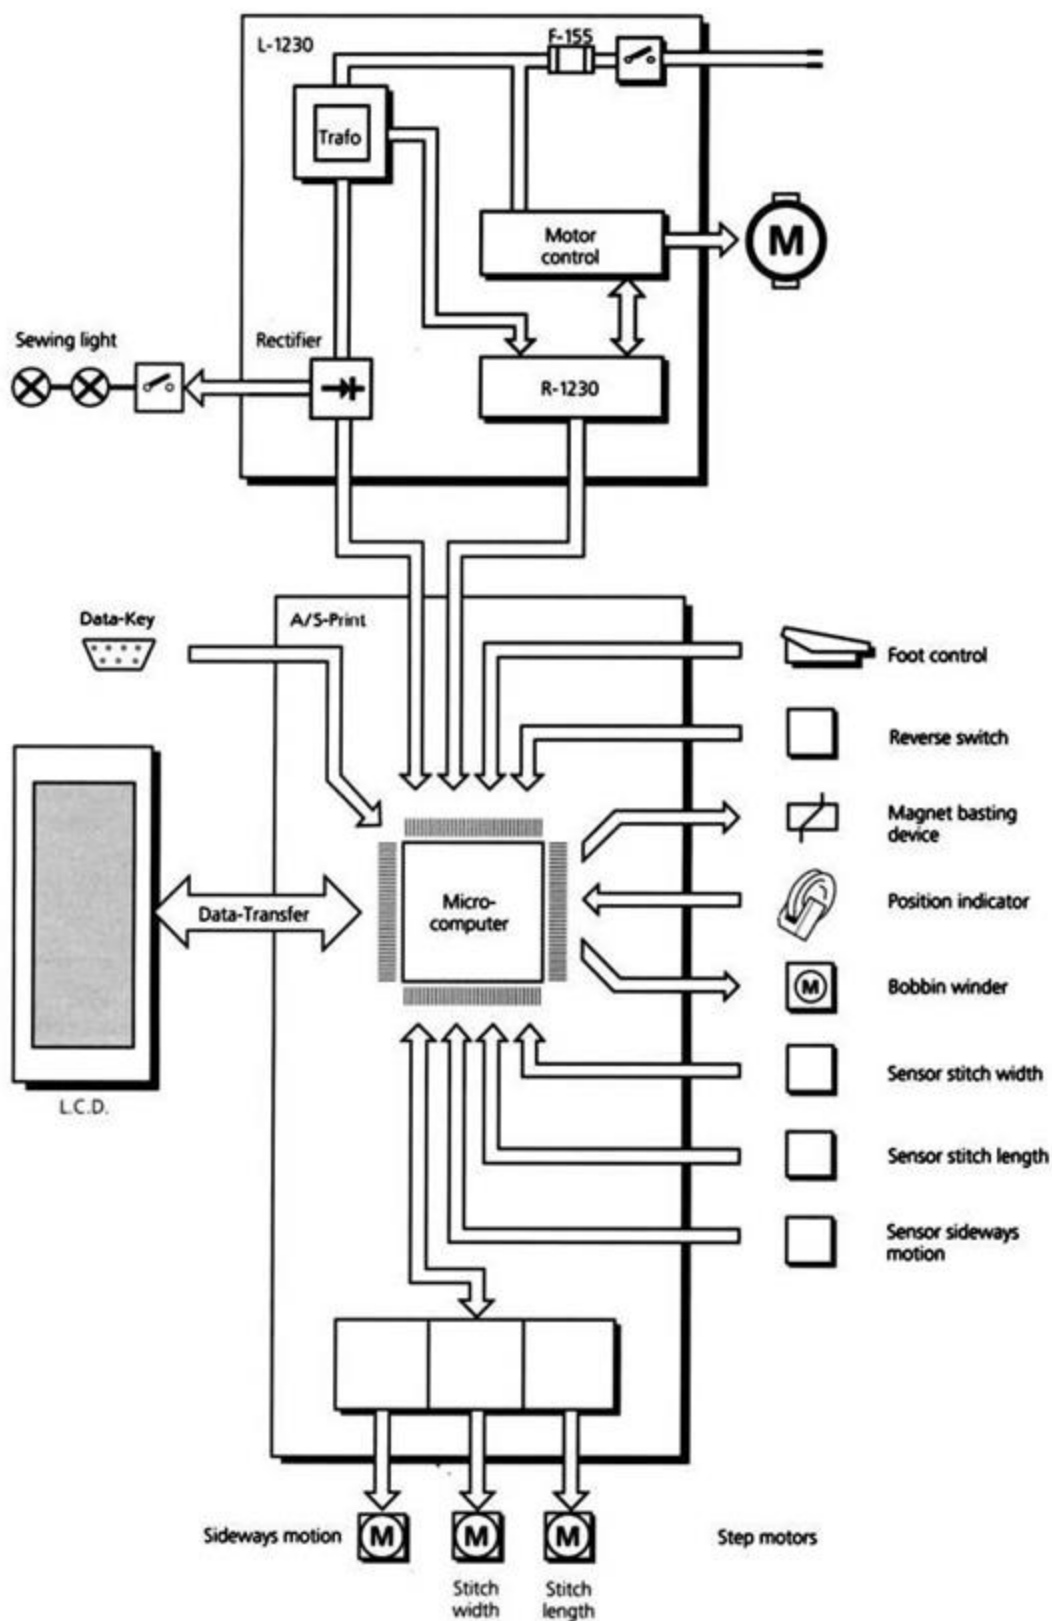 L-1230
F-155
Trafo
Motor
control
M
Sewing light
Rectifier
R-1230
Data-Key
A/S-Print
Foot control
Reverse switch
Magnet basting
device
Micro-
computer
Data-Transfer
Position indicator
M
Bobbin winder
Sensor stitch width
L.C.D.
Sensor stitch length
Sensor sideways
motion
Sideways motion
M
M
M
Step motors
Stitch
width
Stitch
length